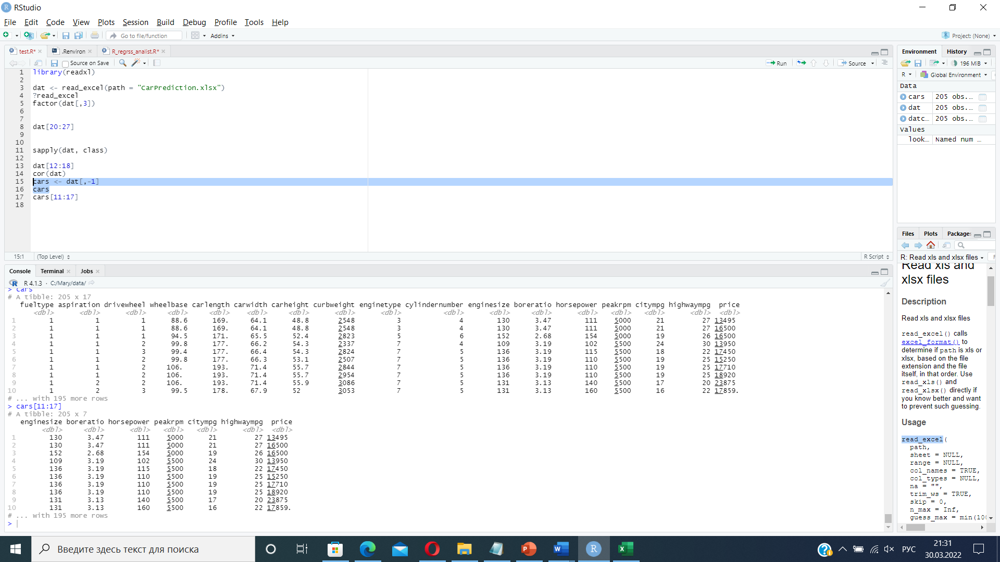 RStudio
File Edit Code View Plots Session Build Debug Profile Tools Help
Go to file/function Addins Project: (None)
test.R* .Renviron R_regrss_analist.R*
Source on Save Run Source
1 library(readxl)
2
3 dat <- read_excel(path = "CarPrediction.xlsx")
4 ?read_excel
5 factor(dat[,3])
6
7
8 dat[20:27]
9
10
11 sapply(dat, class)
12
13 dat[12:18]
14 cor(dat)
15 cars <- dat[,-1]
16 cars
17 cars[11:17]
18
15:1 (Top Level) R Script
Console Terminal Jobs
R 4.1.3 · C:/Mary/data/
> cars
# A tibble: 205 x 17
fueltype aspiration drivewheel wheelbase carlength carwidth carheight curbweight enginetype cylindernumber enginesize boreratio horsepower peakrpm citympg highwaympg price
<dbl> <dbl> <dbl> <dbl> <dbl> <dbl> <dbl> <dbl> <dbl> <dbl> <dbl> <dbl> <dbl> <dbl> <dbl> <dbl> <dbl>
1 1 1 1 88.6 169. 64.1 48.8 2548 3 4 130 3.47 111 5000 21 27 13495
2 1 1 1 88.6 169. 64.1 48.8 2548 3 4 130 3.47 111 5000 21 27 16500
3 1 1 1 94.5 171. 65.5 52.4 2823 5 6 152 2.68 154 5000 19 26 16500
4 1 1 2 99.8 177. 66.2 54.3 2337 7 4 109 3.19 102 5500 24 30 13950
5 1 1 3 99.4 177. 66.4 54.3 2824 7 5 136 3.19 115 5500 18 22 17450
6 1 1 2 99.8 177. 66.3 53.1 2507 7 5 136 3.19 110 5500 19 25 15250
7 1 1 2 106. 193. 71.4 55.7 2844 7 5 136 3.19 110 5500 19 25 17710
8 1 1 2 106. 193. 71.4 55.7 2954 7 5 136 3.19 110 5500 19 25 18920
9 1 2 2 106. 193. 71.4 55.9 3086 7 5 131 3.13 140 5500 17 20 23875
10 1 2 3 99.5 178. 67.9 52 3053 7 5 131 3.13 160 5500 16 22 17859.
# ... with 195 more rows
> cars[11:17]
# A tibble: 205 x 7
enginesize boreratio horsepower peakrpm citympg highwaympg price
<dbl> <dbl> <dbl> <dbl> <dbl> <dbl> <dbl>
1 130 3.47 111 5000 21 27 13495
2 130 3.47 111 5000 21 27 16500
3 152 2.68 154 5000 19 26 16500
4 109 3.19 102 5500 24 30 13950
5 136 3.19 115 5500 18 22 17450
6 136 3.19 110 5500 19 25 15250
7 136 3.19 110 5500 19 25 17710
8 136 3.19 110 5500 19 25 18920
9 131 3.13 140 5500 17 20 23875
10 131 3.13 160 5500 16 22 17859.
# ... with 195 more rows
>
Environment History
196 MiB
R Global Environment
Data
cars 205 obs.…
dat 205 obs.…
datc… 205 obs.…
Values
look… Named num …
Files Plots Packages
R: Read xls and xlsx files
Read xls and
xlsx files
Description
Read xls and xlsx files
read_excel() calls
excel_format() to
determine if path is xls or
xlsx, based on the file
extension and the file
itself, in that order. Use
read_xls() and
read_xlsx() directly if
you know better and want
to prevent such guessing.
Usage
read_excel(
path,
sheet = NULL,
range = NULL,
col_names = TRUE,
col_types = NULL,
na = "",
trim_ws = TRUE,
skip = 0,
n_max = Inf,
guess_max = min(100
Введите здесь текст для поиска
РУС
21:31
30.03.2022